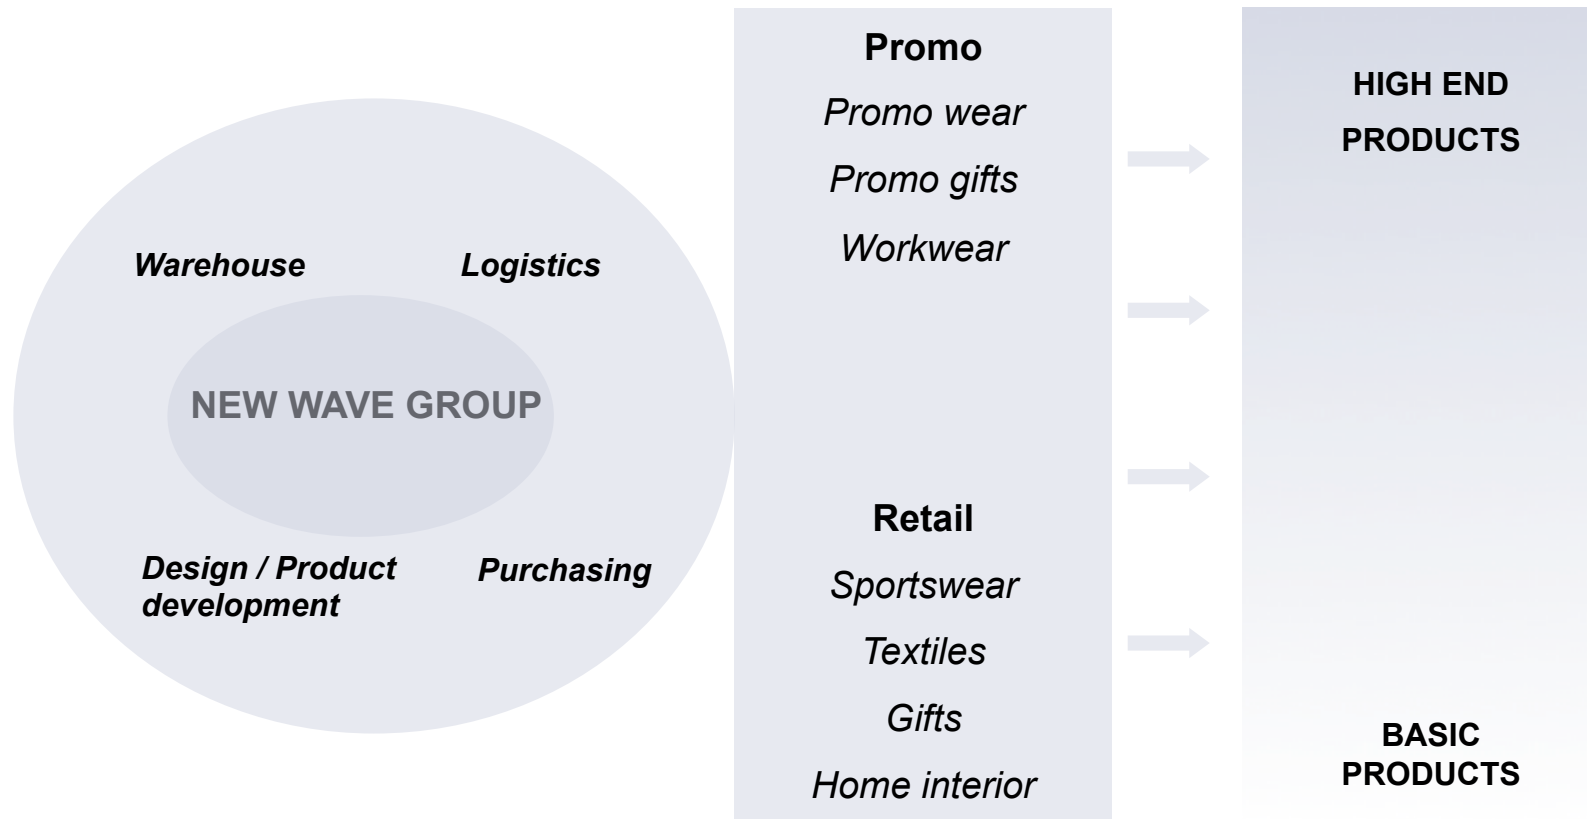 Warehouse
Logistics
NEW WAVE GROUP
Design / Product
development
Purchasing
Promo
Promo wear
Promo gifts
Workwear
Retail
Sportswear
Textiles
Gifts
Home interior
HIGH END
PRODUCTS
BASIC
PRODUCTS